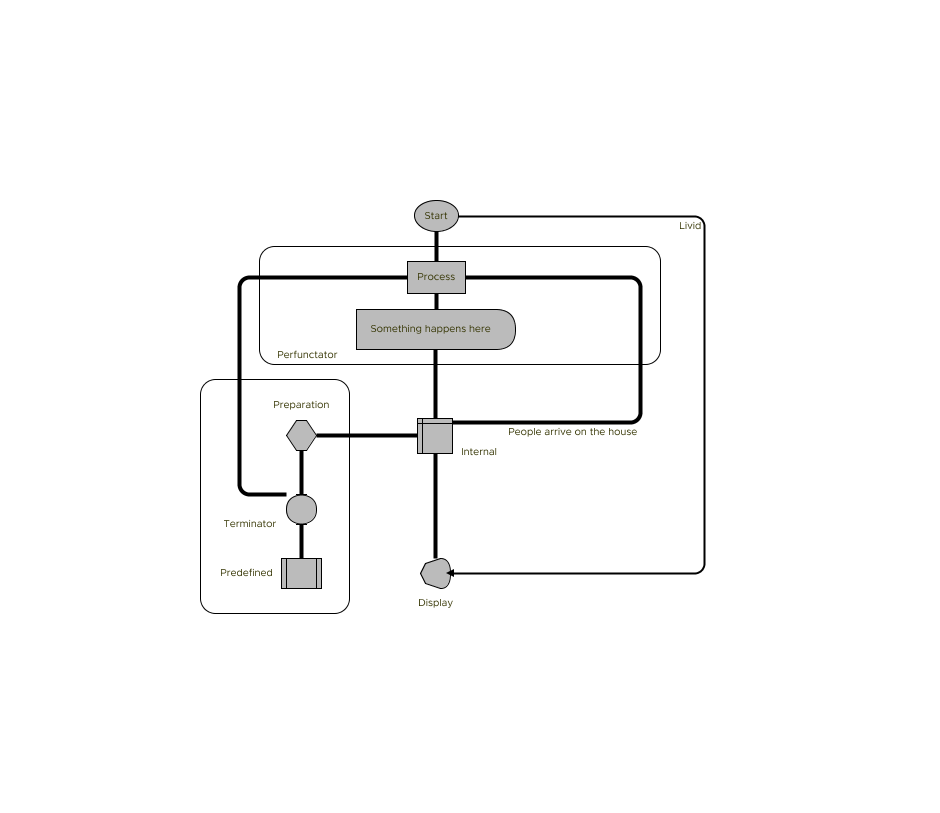 Start
Livid
Process
Something happens here
Perfunctator
Preparation
People arrive on the house
Internal
Terminator
Predefined
Display